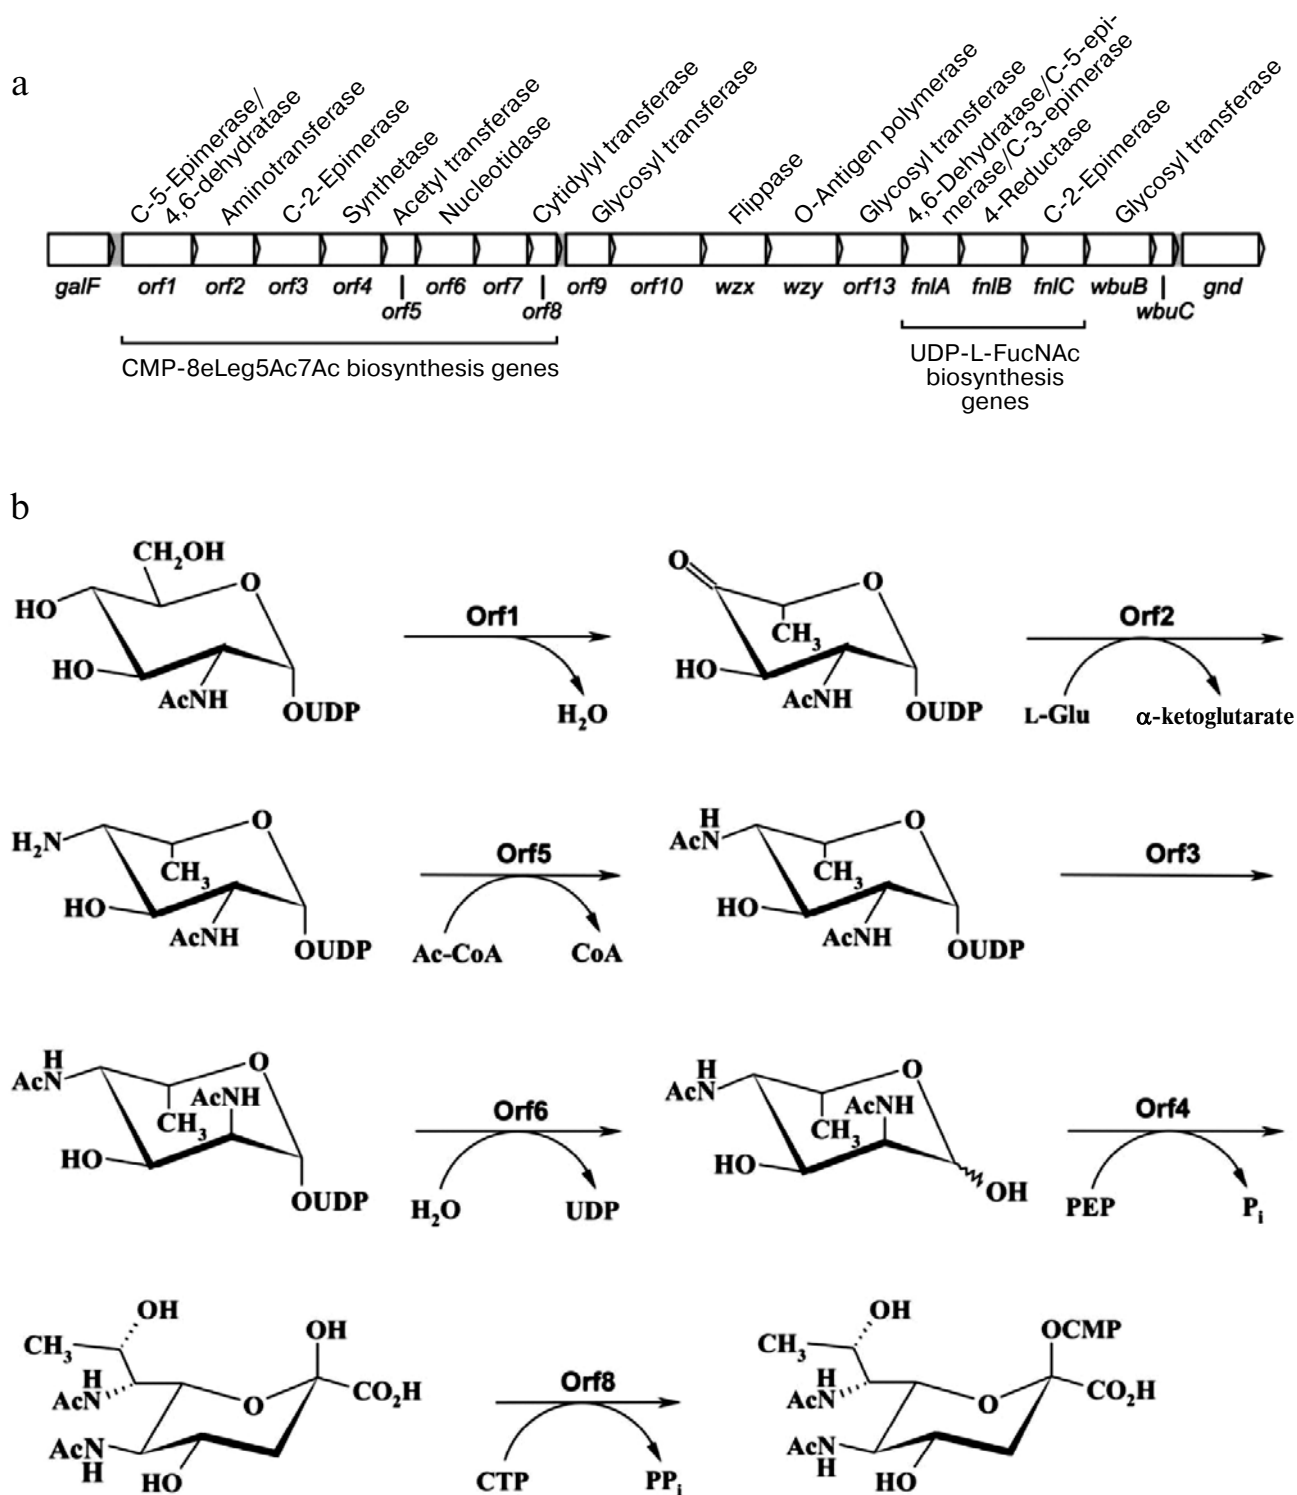 a
C-5-Epimerase/
4,6-dehydratase
Aminotransferase
C-2-Epimerase
Synthetase
Acetyl transferase
Nucleotidase
Cytidylyl transferase
Glycosyl transferase
Flippase
O-Antigen polymerase
Glycosyl transferase
4,6-Dehydratase/C-5-epi-
merase/C-3-epimerase
4-Reductase
C-2-Epimerase
Glycosyl transferase
galF orf1 orf2 orf3 orf4 orf6 orf7 orf9 orf10 wzx wzy orf13 fnlA fnlB fnlC wbuB gnd
orf5 orf8 wbuC
CMP-8eLeg5Ac7Ac biosynthesis genes
UDP-L-FucNAc
biosynthesis
genes
b
CH₂OH
HO
O
HO
AcNH
OUDP
Orf1
H₂O
O
O
CH₃
HO
AcNH
OUDP
Orf2
L-Glu α-ketoglutarate
H₂N
O
CH₃
HO
AcNH
OUDP
Orf5
Ac-CoA CoA
H
AcN
O
CH₃
HO
AcNH
OUDP
Orf3
H
AcN
O
AcNH
CH₃
HO
OUDP
Orf6
H₂O UDP
H
AcN
O
AcNH
CH₃
HO
OH
Orf4
PEP Pᵢ
OH
CH₃
OH
H
AcN
O
CO₂H
AcN
H
HO
Orf8
CTP PPᵢ
OH
CH₃
OCMP
H
AcN
O
CO₂H
AcN
H
HO